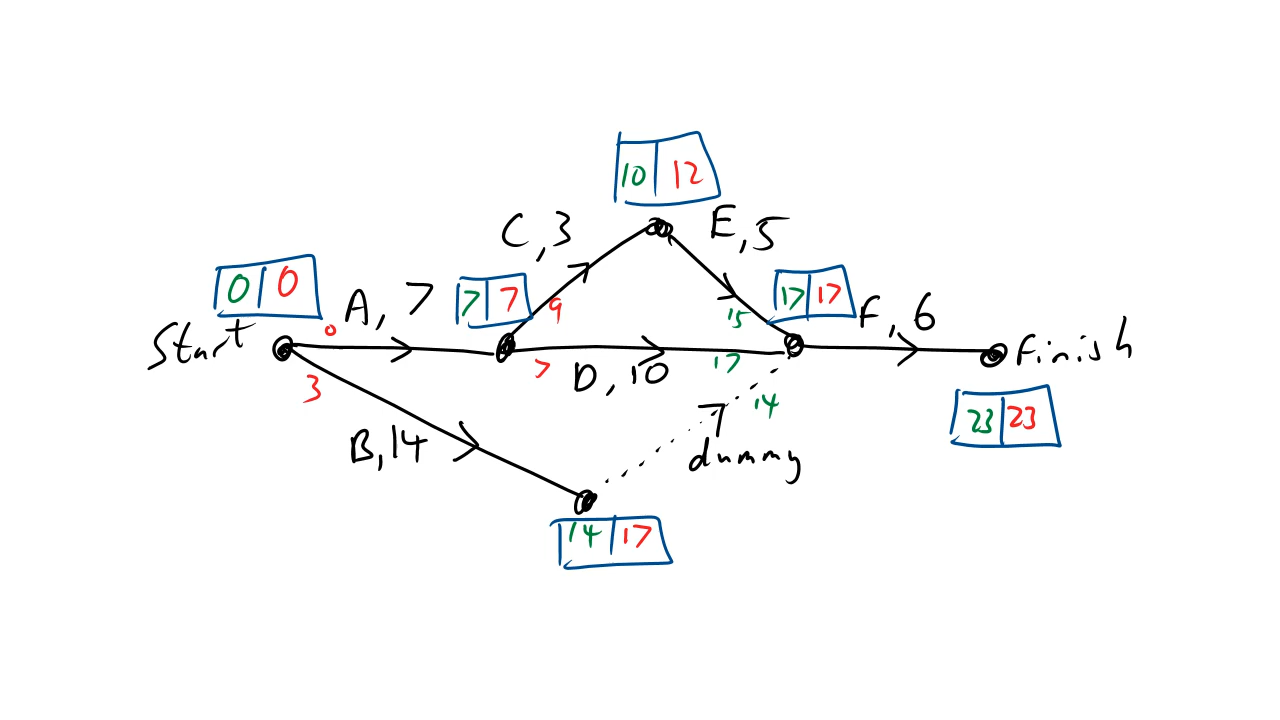 10 12
C, 3
E, 5
0 0
A, 7
7 7
9
17 17
15
F, 6
Start
0
3
7
D, 10
17
Finish
14
23 23
B, 14
dummy
14 17